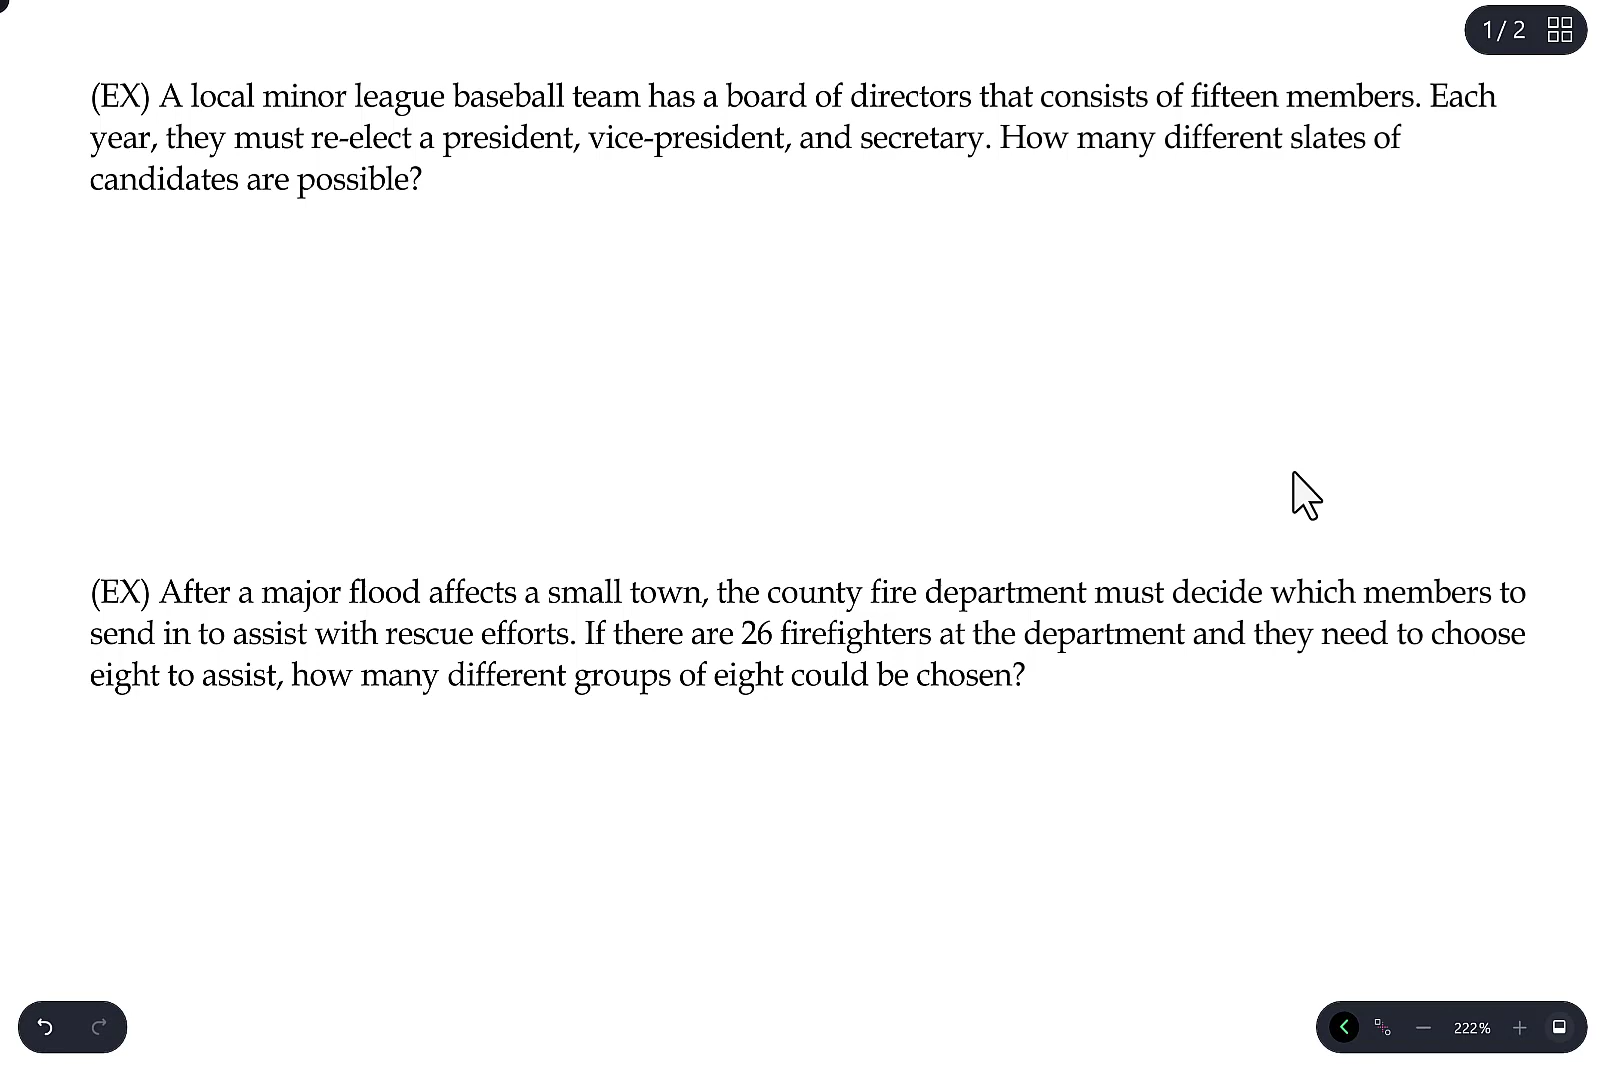 1/ 2
(EX) A local minor league baseball team has a board of directors that consists of fifteen members. Each
year, they must re-elect a president, vice-president, and secretary. How many different slates of
candidates are possible?
(EX) After a major flood affects a small town, the county fire department must decide which members to
send in to assist with rescue efforts. If there are 26 firefighters at the department and they need to choose
eight to assist, how many different groups of eight could be chosen?
222%